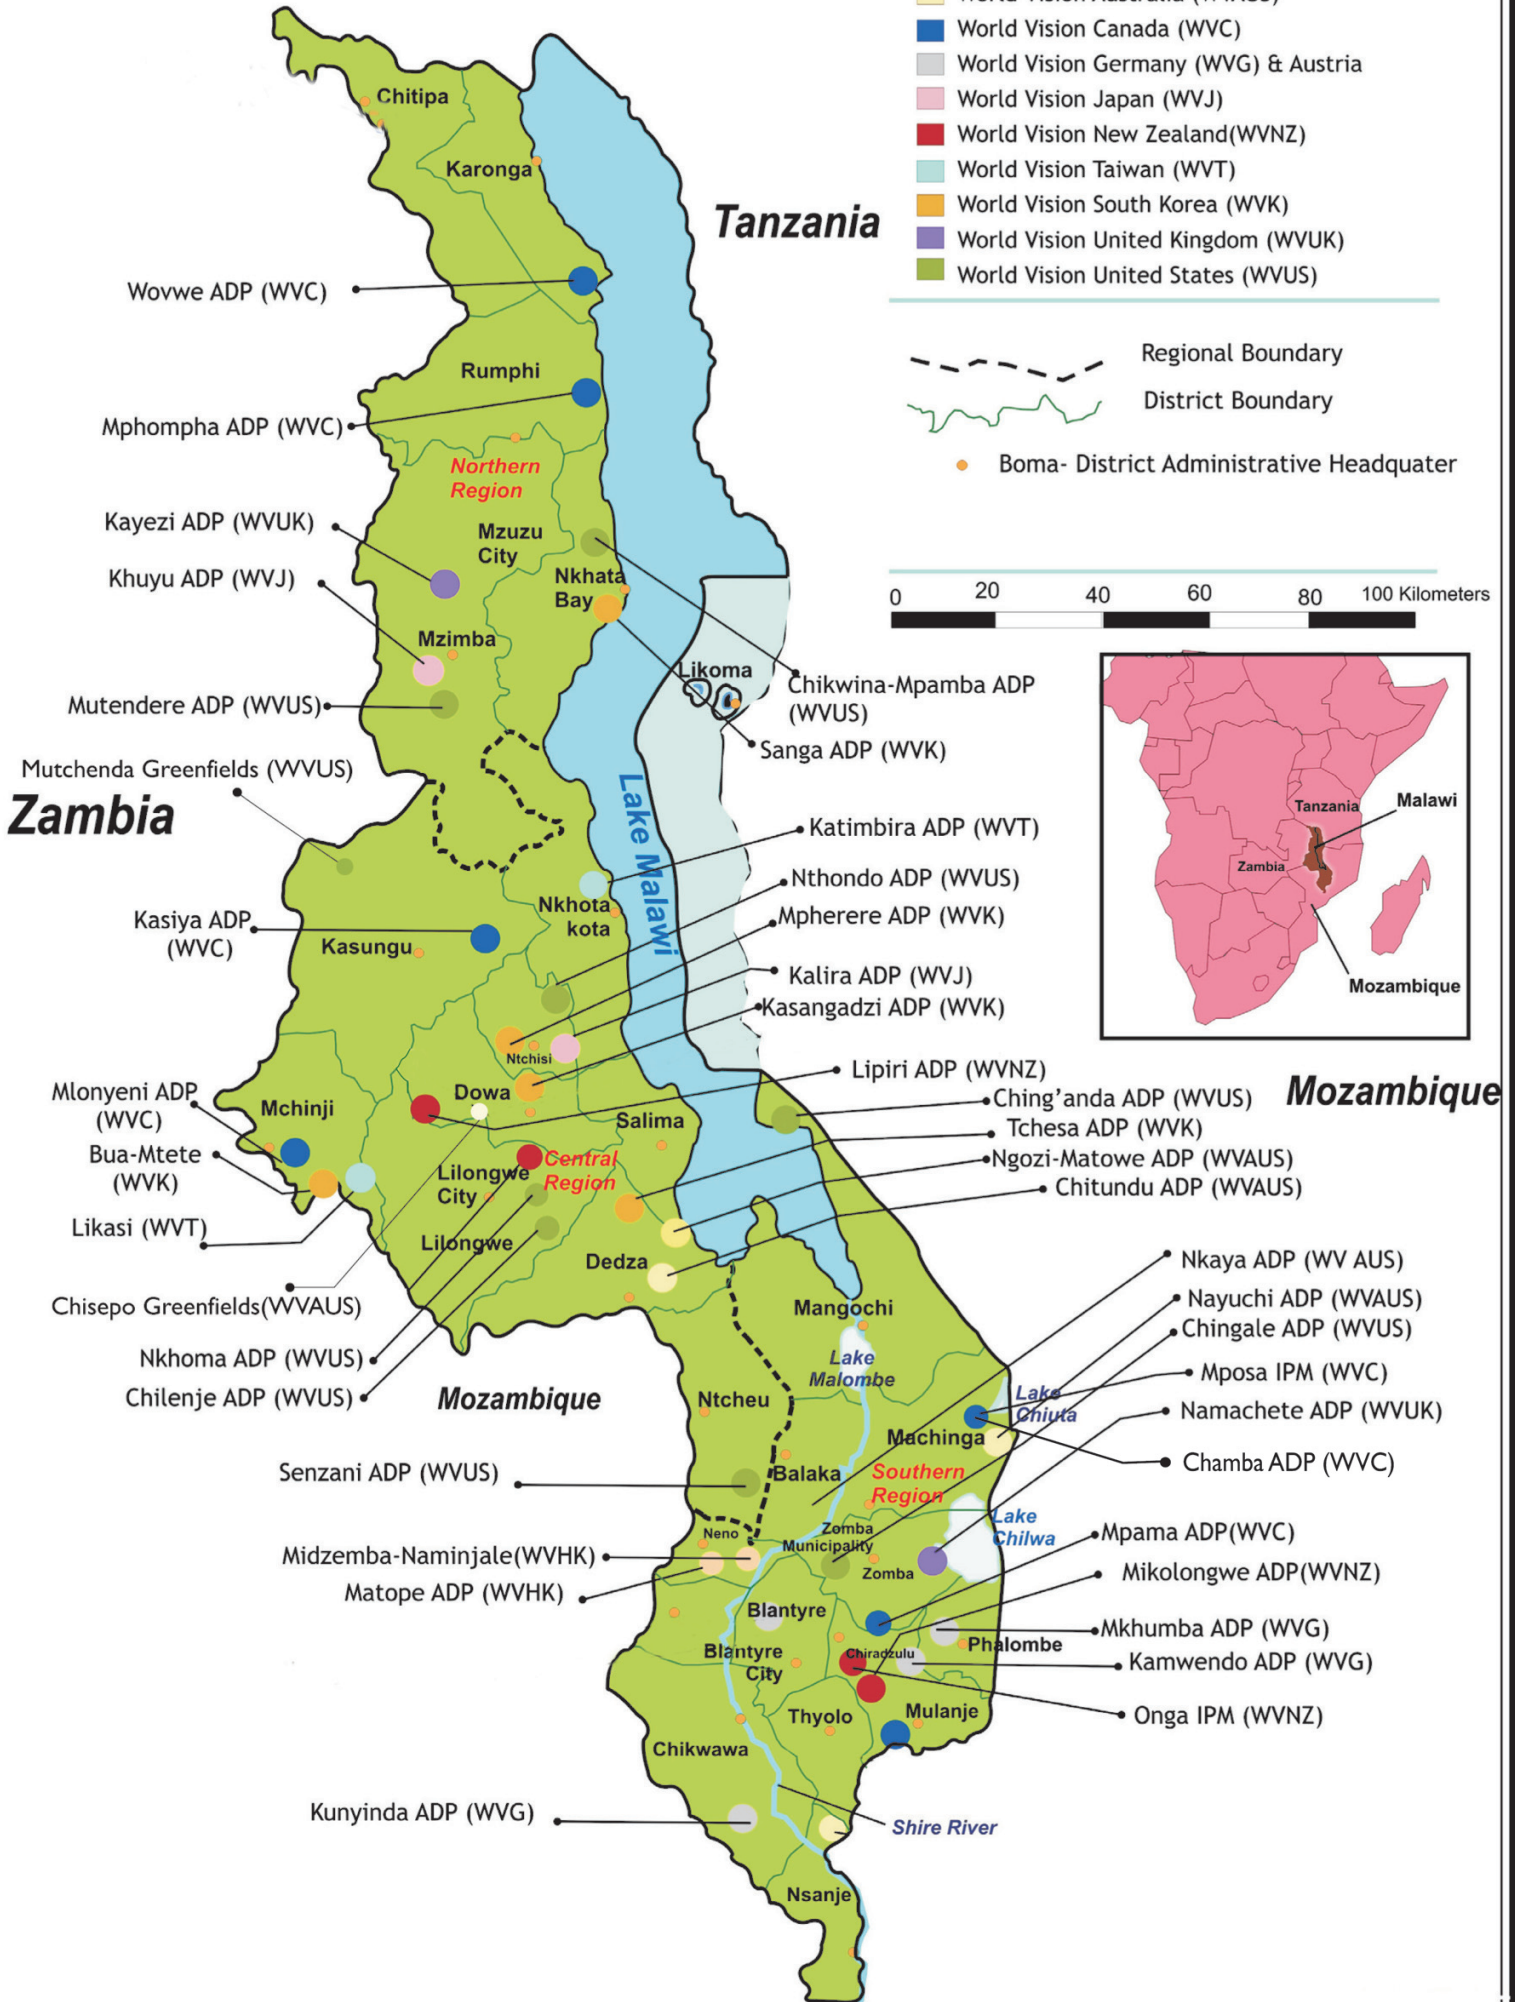 World Vision Australia (WVAUS)
World Vision Canada (WVC)
World Vision Germany (WVG) & Austria
World Vision Japan (WVJ)
World Vision New Zealand(WVNZ)
World Vision Taiwan (WVT)
World Vision South Korea (WVK)
World Vision United Kingdom (WVUK)
World Vision United States (WVUS)
Regional Boundary
District Boundary
Boma- District Administrative Headquater
0 20 40 60 80 100 Kilometers
Tanzania
Malawi
Zambia
Mozambique
Chitipa
Karonga
Tanzania
Wovwe ADP (WVC)
Rumphi
Mphompha ADP (WVC)
Northern
Region
Kayezi ADP (WVUK)
Mzuzu
City
Khuyu ADP (WVJ)
Nkhata
Bay
Mzimba
Likoma
Chikwina-Mpamba ADP
(WVUS)
Mutendere ADP (WVUS)
Sanga ADP (WVK)
Mutchenda Greenfields (WVUS)
Zambia
Lake Malawi
Katimbira ADP (WVT)
Nthondo ADP (WVUS)
Nkhota
kota
Mpherere ADP (WVK)
Kasiya ADP
(WVC)
Kasungu
Kalira ADP (WVJ)
Kasangadzi ADP (WVK)
Ntchisi
Lipiri ADP (WVNZ)
Mlonyeni ADP
(WVC)
Mchinji
Dowa
Salima
Mozambique
Ching’anda ADP (WVUS)
Tchesa ADP (WVK)
Bua-Mtete
(WVK)
Lilongwe
City
Central
Region
Ngozi-Matowe ADP (WVAUS)
Chitundu ADP (WVAUS)
Likasi (WVT)
Lilongwe
Dedza
Nkaya ADP (WV AUS)
Chisepo Greenfields(WVAUS)
Mangochi
Nayuchi ADP (WVAUS)
Chingale ADP (WVUS)
Nkhoma ADP (WVUS)
Lake
Malombe
Mposa IPM (WVC)
Chilenje ADP (WVUS)
Mozambique
Ntcheu
Lake
Chiuta
Namachete ADP (WVUK)
Machinga
Chamba ADP (WVC)
Senzani ADP (WVUS)
Balaka
Southern
Region
Lake
Chilwa
Neno
Zomba
Municipality
Mpama ADP(WVC)
Midzemba-Naminjale(WVHK)
Zomba
Mikolongwe ADP(WVNZ)
Matope ADP (WVHK)
Blantyre
Mkhumba ADP (WVG)
Blantyre
City
Chiradzulu
Phalombe
Kamwendo ADP (WVG)
Thyolo
Mulanje
Onga IPM (WVNZ)
Chikwawa
Kunyinda ADP (WVG)
Shire River
Nsanje